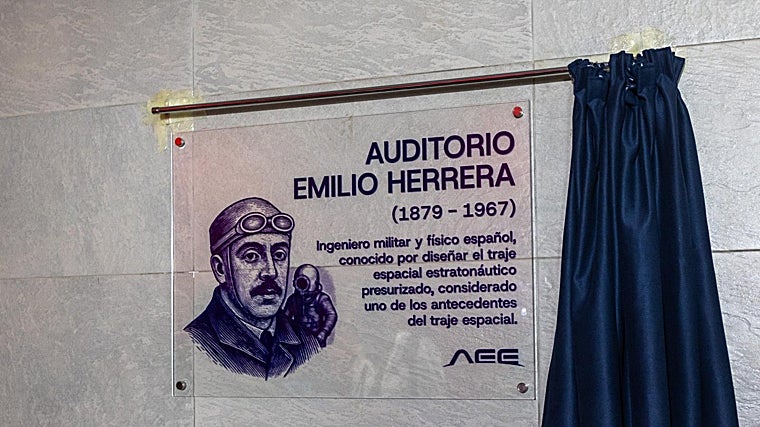 AUDITORIO
EMILIO HERRERA
(1879 - 1967)
Ingeniero militar y físico español,
conocido por diseñar el traje
espacial estratonáutico
presurizado, considerado
uno de los antecedentes
del traje espacial.
AEE